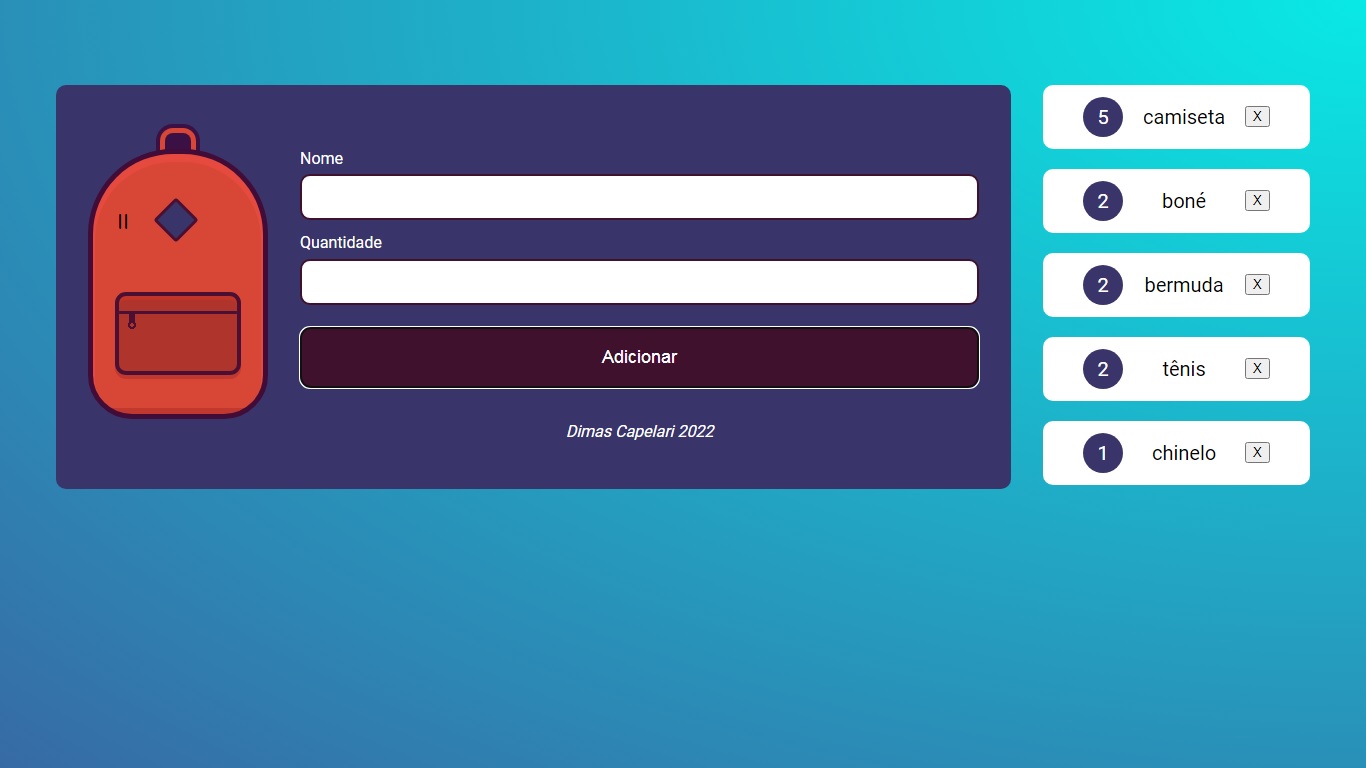 Nome
Quantidade
Adicionar
Dimas Capelari 2022
5 camiseta X
2 boné X
2 bermuda X
2 tênis X
1 chinelo X